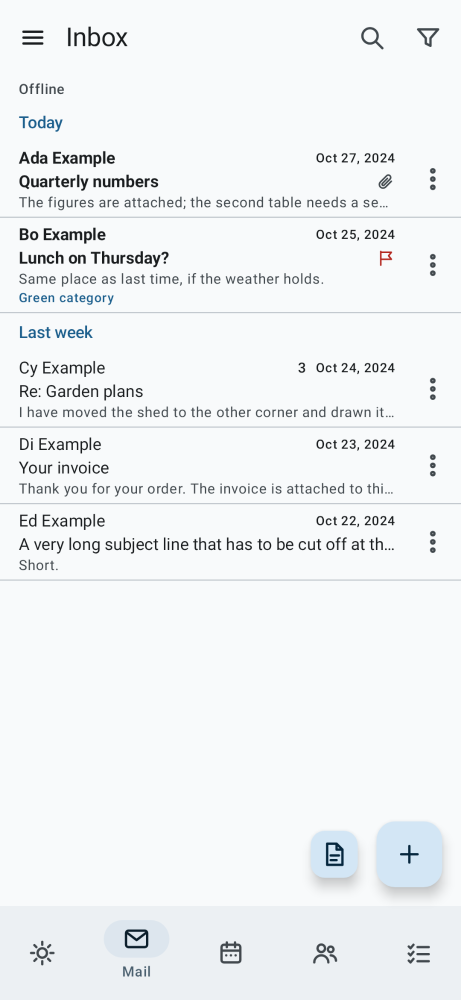 Inbox
Offline
Today
Ada Example Oct 27, 2024
Quarterly numbers
The figures are attached; the second table needs a se…
Bo Example Oct 25, 2024
Lunch on Thursday?
Same place as last time, if the weather holds.
Green category
Last week
Cy Example 3 Oct 24, 2024
Re: Garden plans
I have moved the shed to the other corner and drawn it…
Di Example Oct 23, 2024
Your invoice
Thank you for your order. The invoice is attached to thi…
Ed Example Oct 22, 2024
A very long subject line that has to be cut off at th…
Short.
Mail